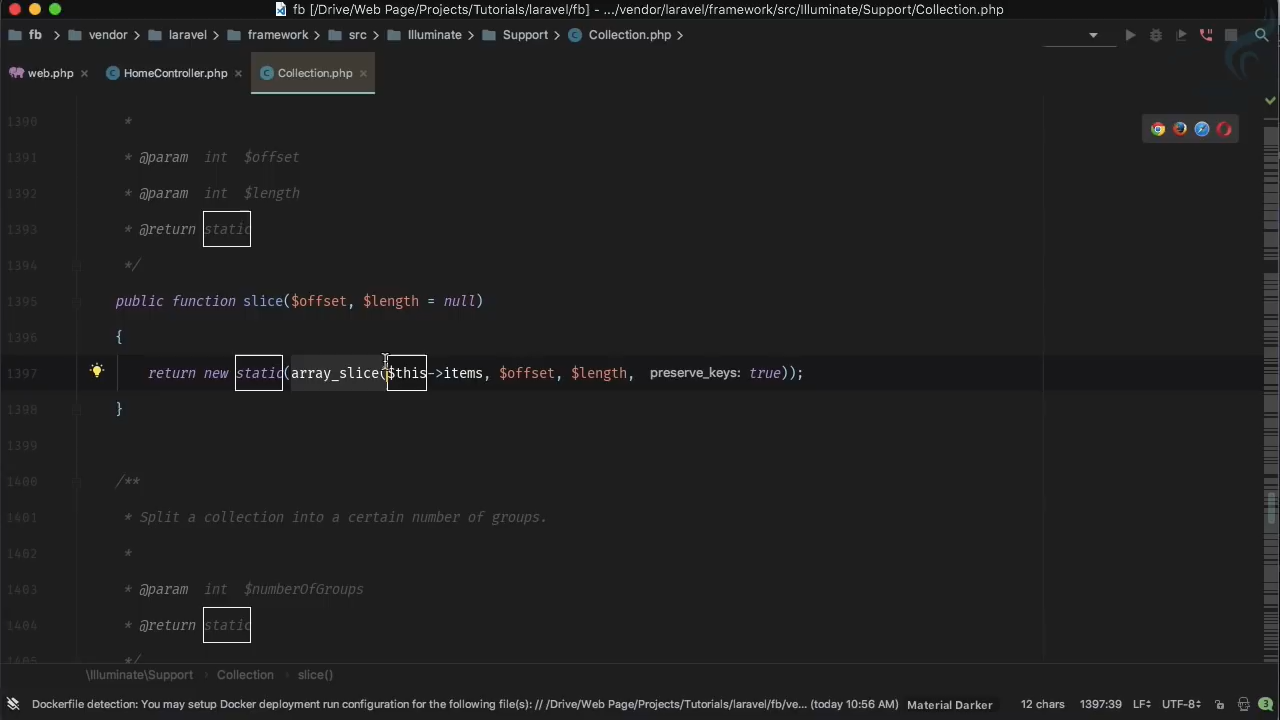 fb [/Drive/Web Page/Projects/Tutorials/laravel/fb] - .../vendor/laravel/framework/src/Illuminate/Support/Collection.php
fb vendor laravel framework src Illuminate Support Collection.php
web.php HomeController.php Collection.php
1390 *
1391 * @param int $offset
1392 * @param int $length
1393 * @return static
1394 */
1395 public function slice($offset, $length = null)
1396 {
1397 return new static(array_slice($this->items, $offset, $length, preserve_keys: true));
1398 }
1399
1400 /**
1401 * Split a collection into a certain number of groups.
1402 *
1403 * @param int $numberOfGroups
1404 * @return static
1405 */
\Illuminate\Support Collection slice()
Dockerfile detection: You may setup Docker deployment run configuration for the following file(s): // /Drive/Web Page/Projects/Tutorials/laravel/fb/ve... (today 10:56 AM) Material Darker 12 chars 1397:39 LF UTF-8 3